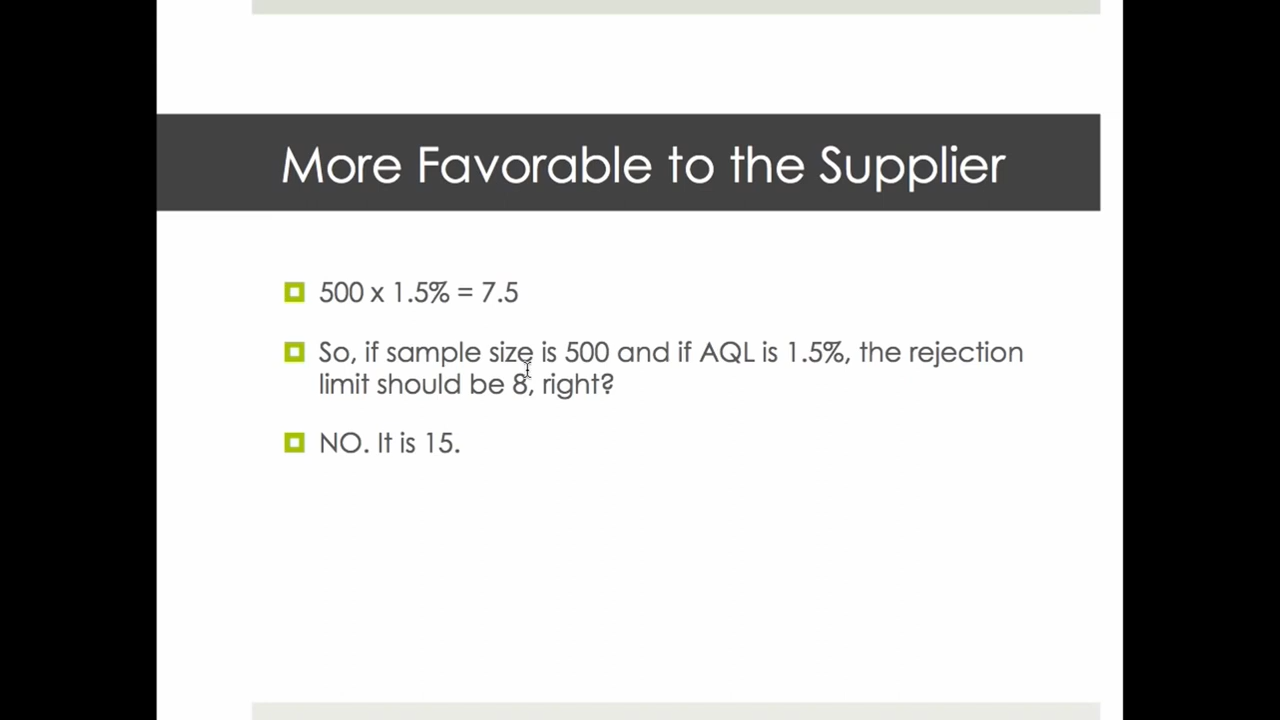 More Favorable to the Supplier
500 x 1.5% = 7.5
So, if sample size is 500 and if AQL is 1.5%, the rejection
limit should be 8, right?
NO. It is 15.